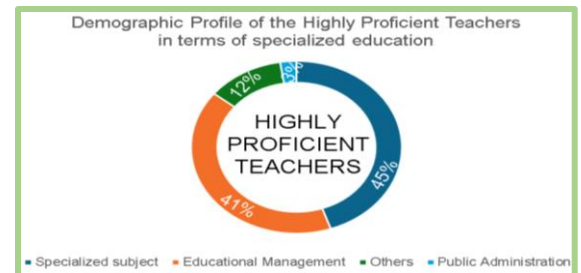 Demographic Profile of the Highly Proficient Teachers
in terms of specialized education
3%
12%
HIGHLY
PROFICIENT
TEACHERS
45%
41%
Specialized subject Educational Management Others Public Administration